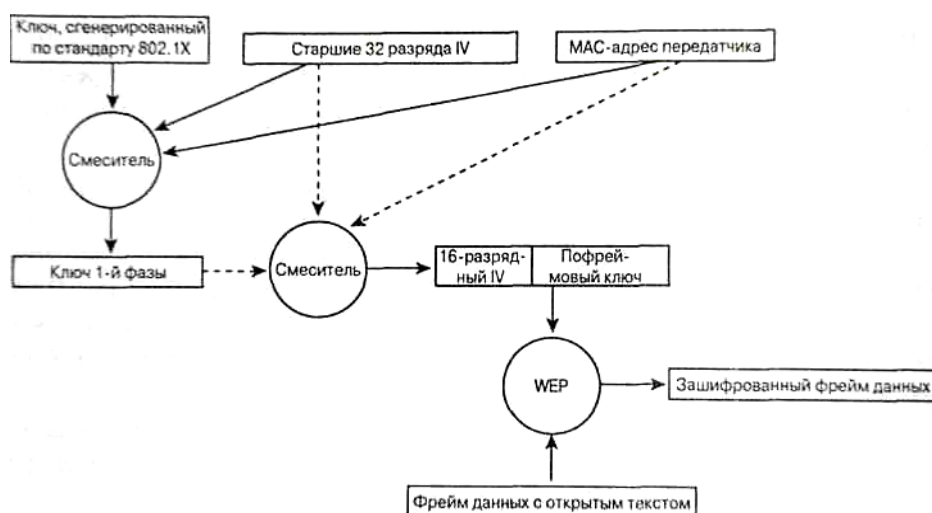 Ключ, сгенерированный
по стандарту 802.1X
Старшие 32 разряда IV
MAC-адрес передатчика
Смеситель
Ключ 1-й фазы
Смеситель
16-разряд-
ный IV
Пофрей-
мовый ключ
WEP
Зашифрованный фрейм данных
Фрейм данных с открытым текстом